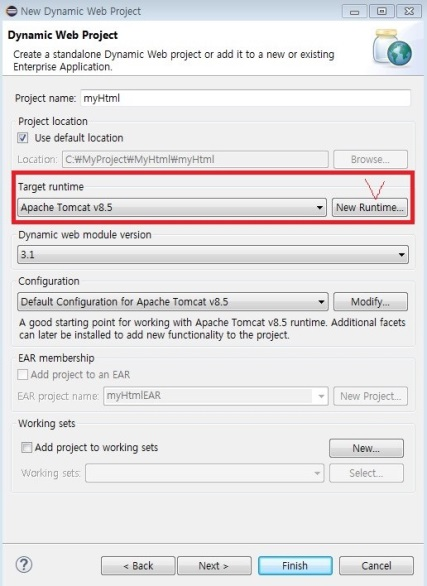 New Dynamic Web Project
Dynamic Web Project
Create a standalone Dynamic Web project or add it to a new or existing
Enterprise Application.
Project name: myHtml
Project location
Use default location
Location: C:₩MyProject₩MyHtml₩myHtml Browse...
Target runtime
Apache Tomcat v8.5 New Runtime...
Dynamic web module version
3.1
Configuration
Default Configuration for Apache Tomcat v8.5 Modify...
A good starting point for working with Apache Tomcat v8.5 runtime. Additional facets
can later be installed to add new functionality to the project.
EAR membership
Add project to an EAR
EAR project name: myHtmlEAR New Project...
Working sets
Add project to working sets New...
Working sets: Select...
? < Back Next > Finish Cancel